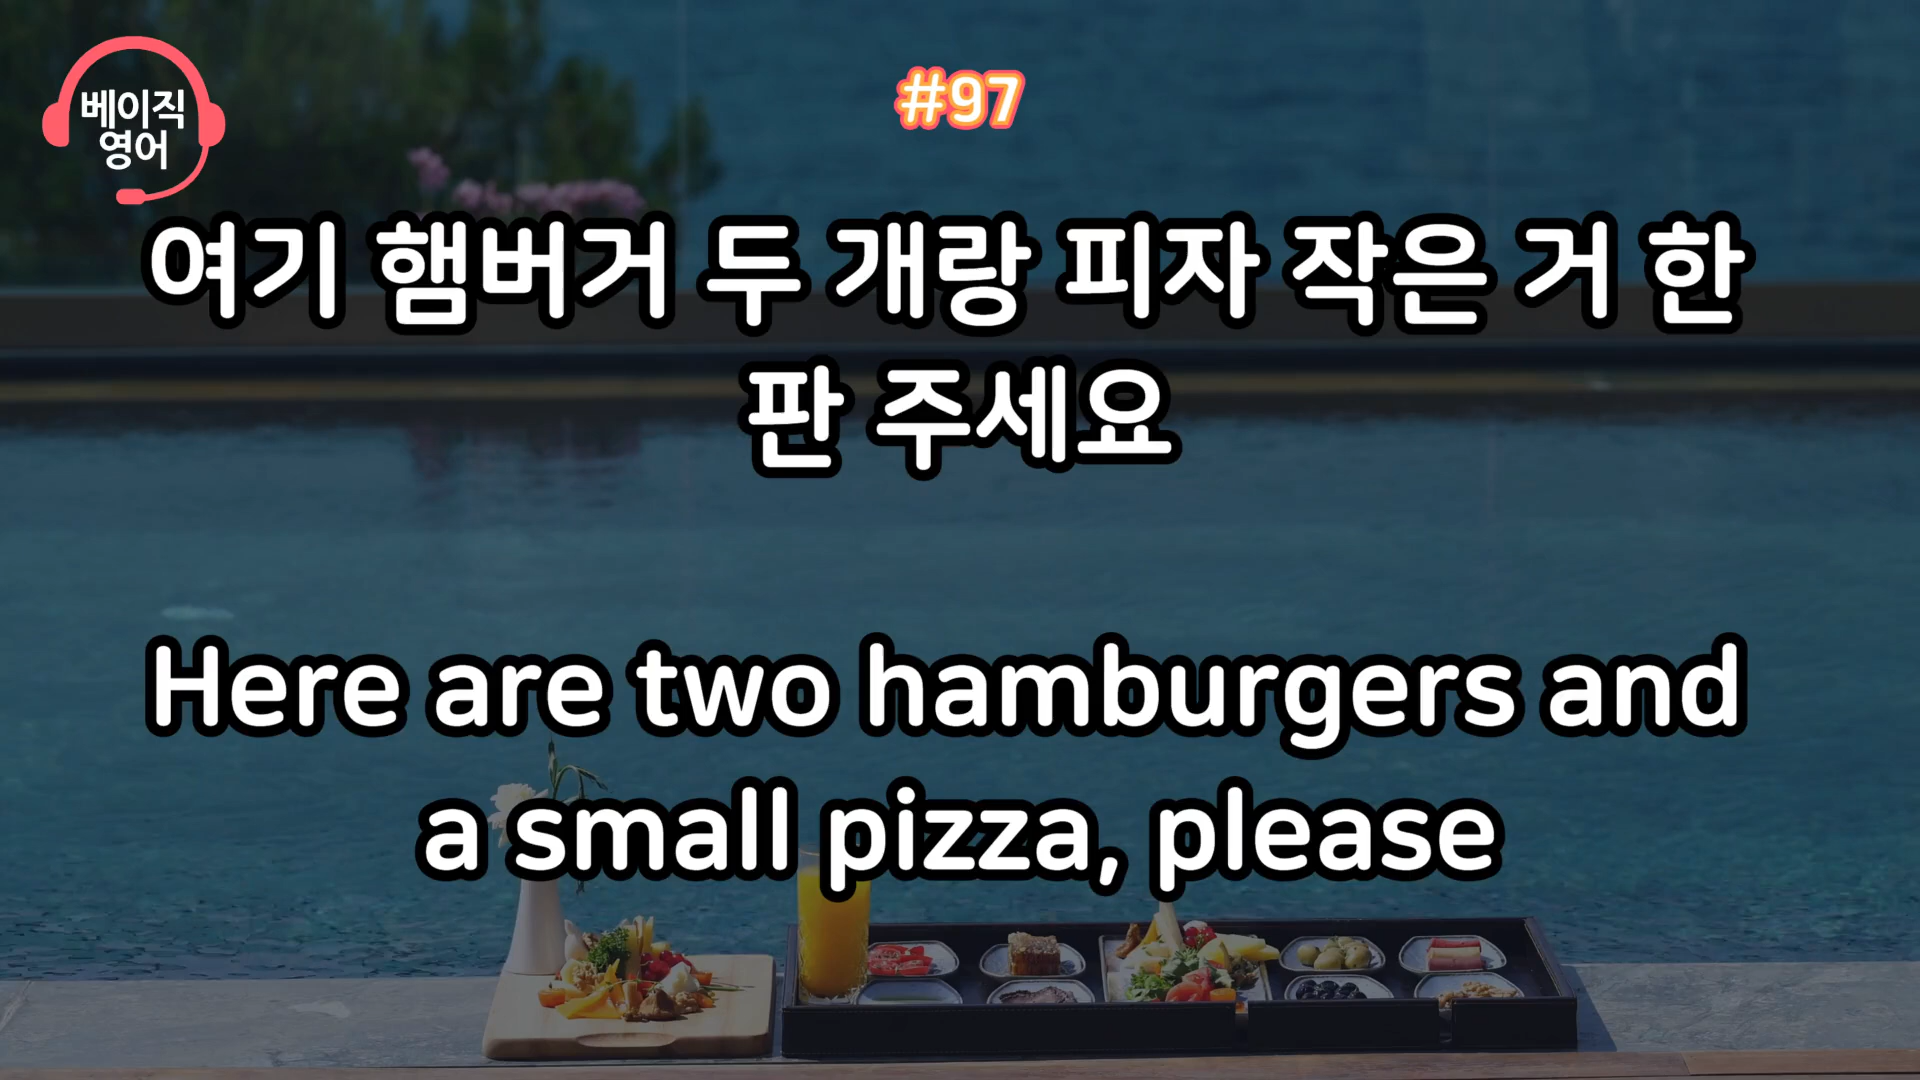 베이직
영어
#97
여기 햄버거 두 개랑 피자 작은 거 한
판 주세요
Here are two hamburgers and
a small pizza, please